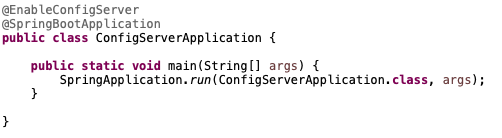 @EnableConfigServer
@SpringBootApplication
public class ConfigServerApplication {
    public static void main(String[] args) {
        SpringApplication.run(ConfigServerApplication.class, args);
    }
}